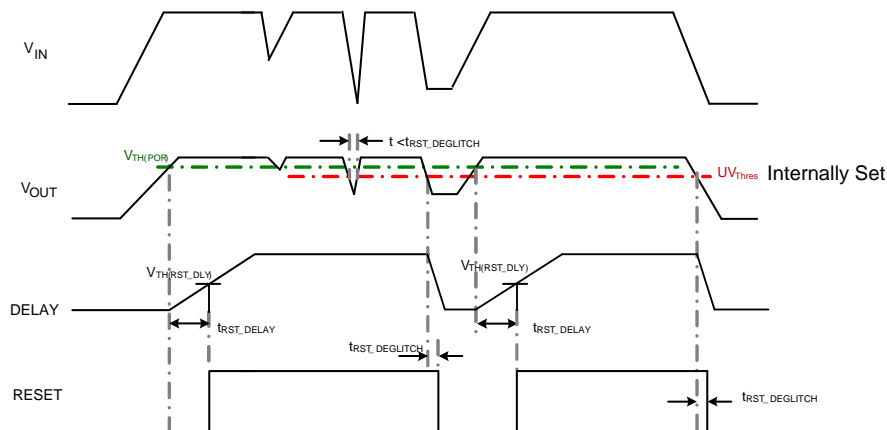 VIN
t <tRST_DEGLITCH
VTH(POR)
UVThres Internally Set
VOUT
VTH(RST_DLY)
VTH(RST_DLY)
DELAY
tRST_DELAY
tRST_DELAY
tRST_DEGLITCH
RESET
tRST_DEGLITCH